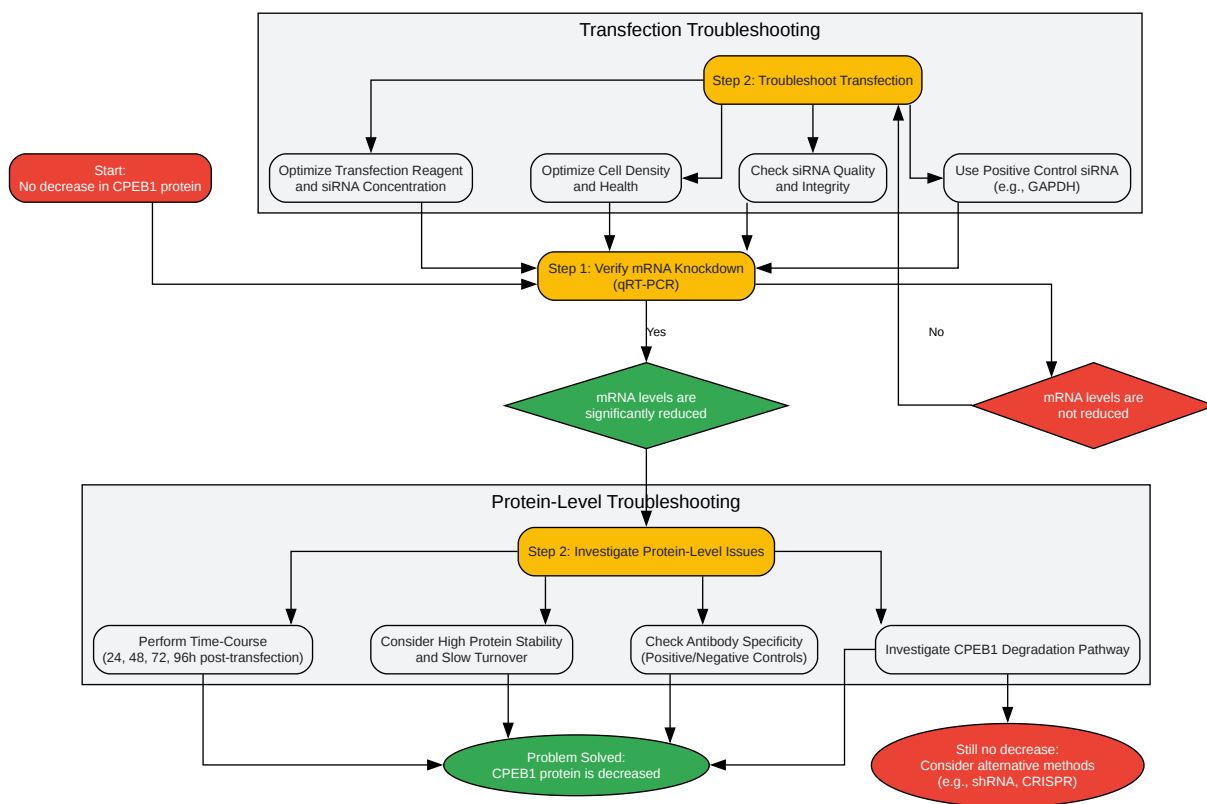 Transfection Troubleshooting
Step 2: Troubleshoot Transfection
Start:
No decrease in CPEB1 protein
Optimize Transfection Reagent
and siRNA Concentration
Optimize Cell Density
and Health
Check siRNA Quality
and Integrity
Use Positive Control siRNA
(e.g., GAPDH)
Step 1: Verify mRNA Knockdown
(qRT-PCR)
Yes
No
mRNA levels are
significantly reduced
mRNA levels are
not reduced
Protein-Level Troubleshooting
Step 2: Investigate Protein-Level Issues
Perform Time-Course
(24, 48, 72, 96h post-transfection)
Consider High Protein Stability
and Slow Turnover
Check Antibody Specificity
(Positive/Negative Controls)
Investigate CPEB1 Degradation Pathway
Problem Solved:
CPEB1 protein is decreased
Still no decrease:
Consider alternative methods
(e.g., shRNA, CRISPR)